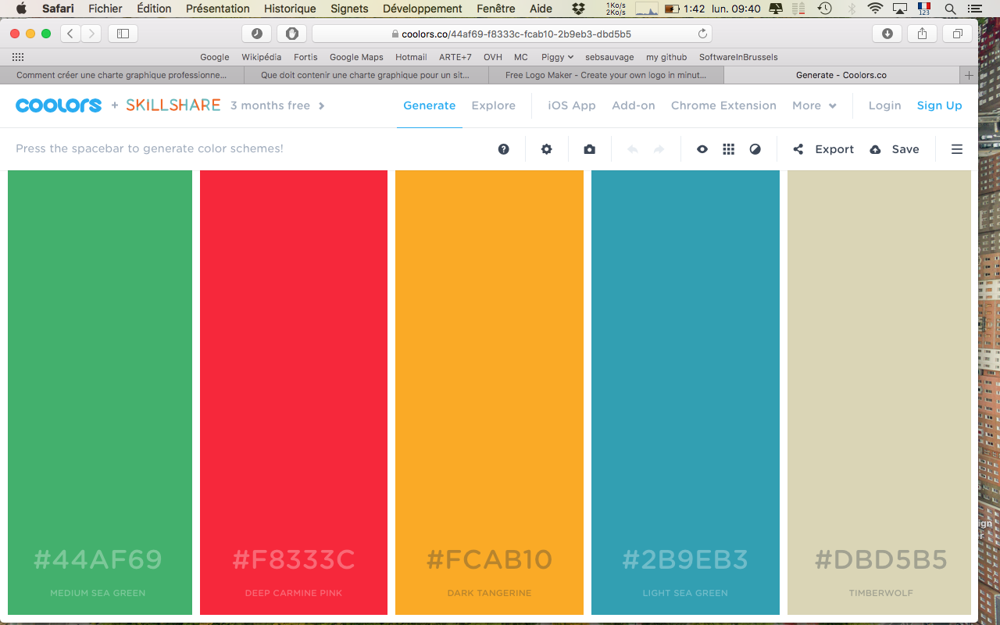 Safari Fichier Édition Présentation Historique Signets Développement Fenêtre Aide 1Ko/s 2Ko/s 1:42 lun. 09:40 123
coolors.co/44af69-f8333c-fcab10-2b9eb3-dbd5b5
Google Wikipédia Fortis Google Maps Hotmail ARTE+7 OVH MC Piggy sebsauvage my github SoftwareInBrussels
Comment créer une charte graphique professionne... Que doit contenir une charte graphique pour un sit... Free Logo Maker - Create your own logo in minut... Generate - Coolors.co
coolors + SKILLSHARE 3 months free Generate Explore iOS App Add-on Chrome Extension More Login Sign Up
Press the spacebar to generate color schemes! Export Save
#44AF69 #F8333C #FCAB10 #2B9EB3 #DBD5B5
MEDIUM SEA GREEN DEEP CARMINE PINK DARK TANGERINE LIGHT SEA GREEN TIMBERWOLF